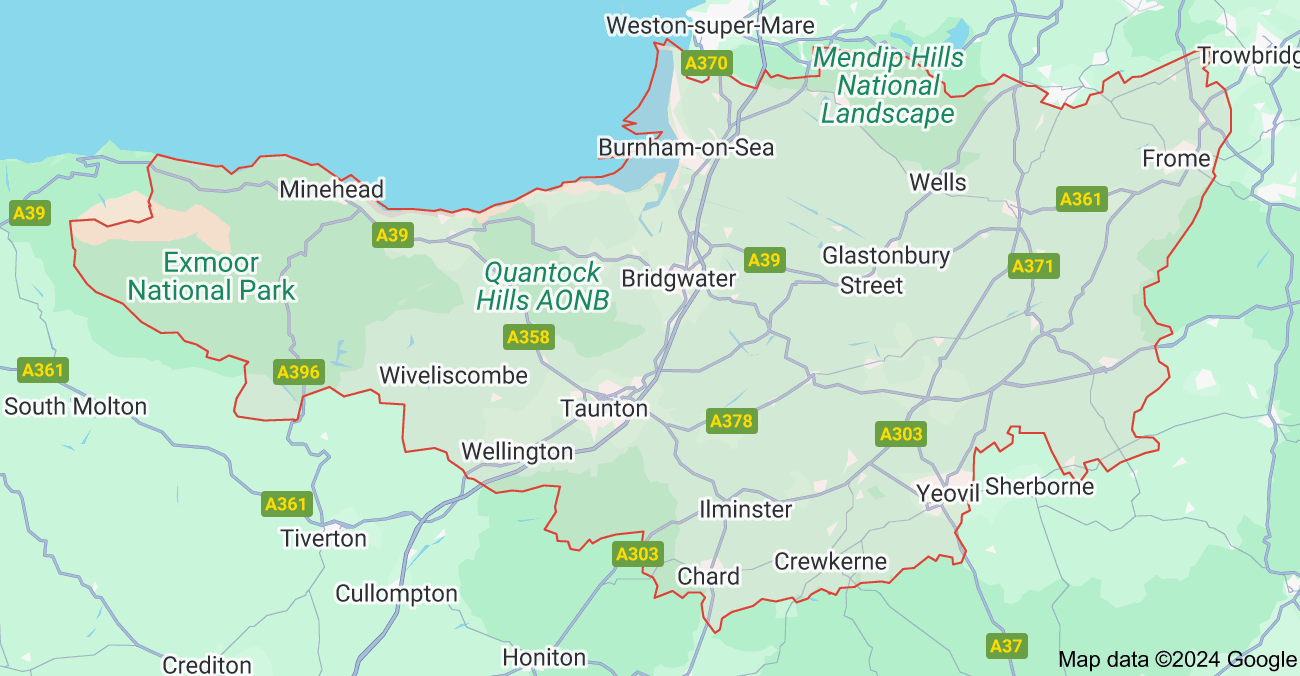 Weston-super-Mare
A370
Mendip Hills
National
Landscape
Trowbridg
Burnham-on-Sea
Frome
Minehead
Wells
A361
A39
A39
Exmoor
National Park
Quantock
Hills AONB
Bridgwater
A39
Glastonbury
Street
A371
A358
A361
A396
Wiveliscombe
South Molton
Taunton
A378
A303
Wellington
Yeovil
Sherborne
A361
Ilminster
Tiverton
A303
Crewkerne
Chard
Cullompton
A37
Crediton
Honiton
Map data ©2024 Google